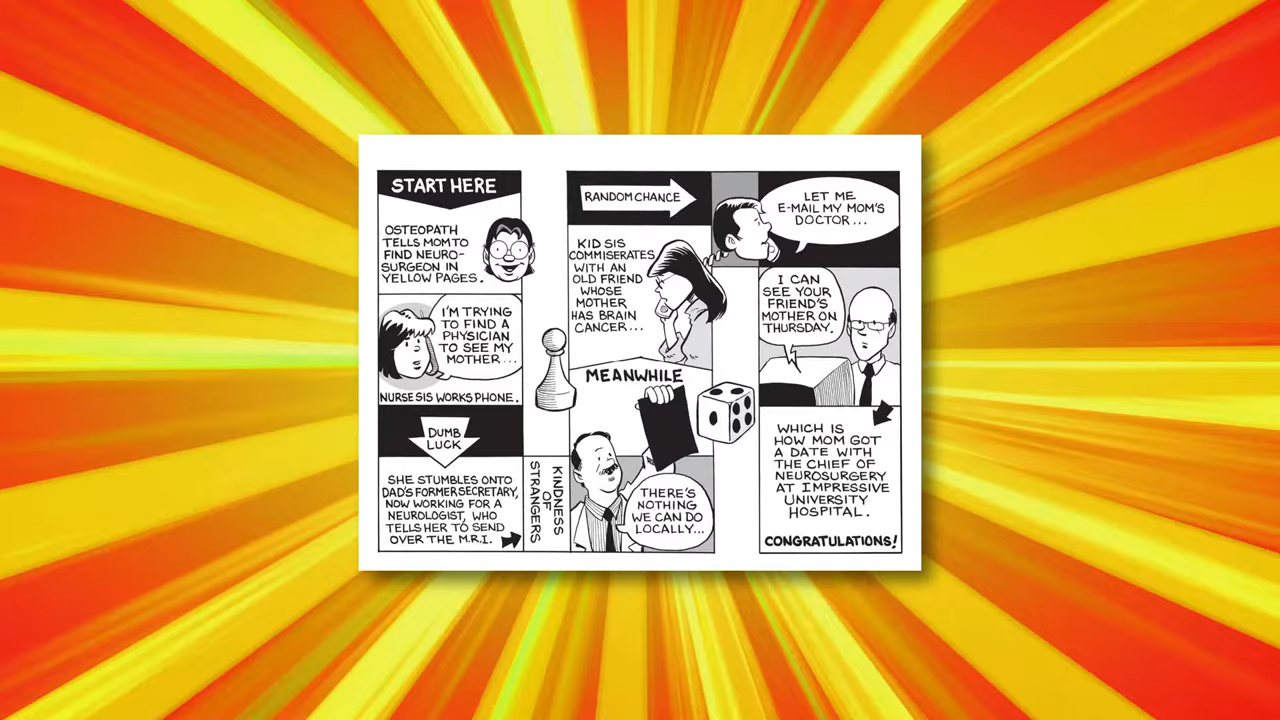 START HERE
OSTEOPATH
TELLS MOM TO
FIND NEURO-
SURGEON IN
YELLOW PAGES.
I'M TRYING
TO FIND A
PHYSICIAN
TO SEE MY
MOTHER...
NURSE SIS WORKS PHONE.
DUMB
LUCK
SHE STUMBLES ONTO
DAD'S FORMER SECRETARY,
NOW WORKING FOR A
NEUROLOGIST, WHO
TELLS HER TO SEND
OVER THE M.R.I.
KINDNESS
OF
STRANGERS
RANDOM CHANCE
KID SIS
COMMISERATES
WITH AN
OLD FRIEND
WHOSE
MOTHER
HAS BRAIN
CANCER...
MEANWHILE
THERE'S
NOTHING
WE CAN DO
LOCALLY...
LET ME
E-MAIL MY MOM'S
DOCTOR...
I CAN
SEE YOUR
FRIEND'S
MOTHER ON
THURSDAY.
WHICH IS
HOW MOM GOT
A DATE WITH
THE CHIEF OF
NEUROSURGERY
AT IMPRESSIVE
UNIVERSITY
HOSPITAL.
CONGRATULATIONS!